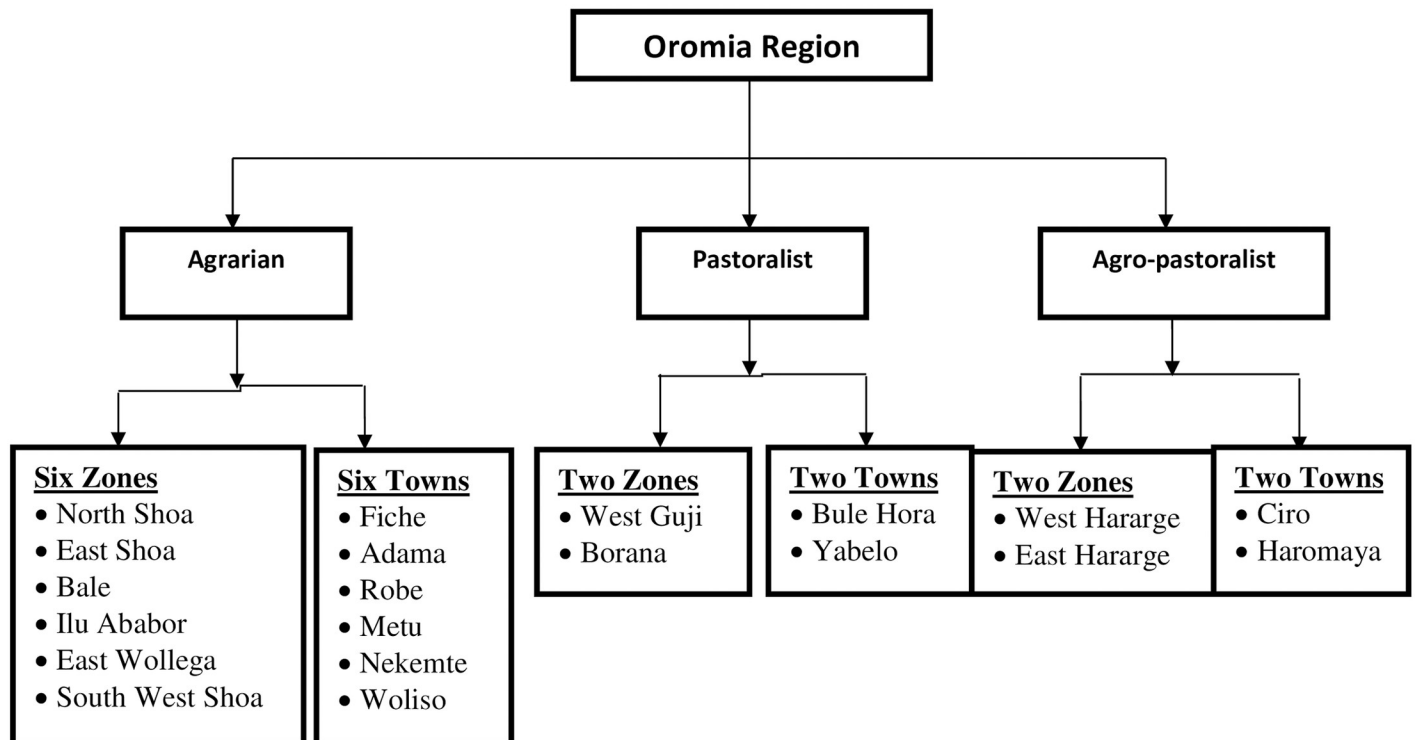 Oromia Region
Agrarian
Pastoralist
Agro-pastoralist
Six Zones
• North Shoa
• East Shoa
• Bale
• Ilu Ababor
• East Wollega
• South West Shoa
Six Towns
• Fiche
• Adama
• Robe
• Metu
• Nekemte
• Woliso
Two Zones
• West Guji
• Borana
Two Towns
• Bule Hora
• Yabelo
Two Zones
• West Hararge
• East Hararge
Two Towns
• Ciro
• Haromaya